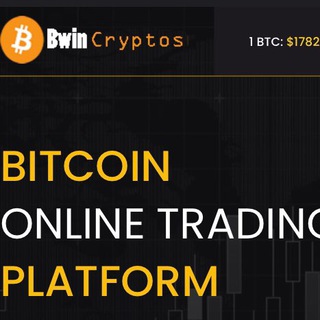 Bwin Cryptos
1 BTC: $1782
BITCOIN
ONLINE TRADING
PLATFORM